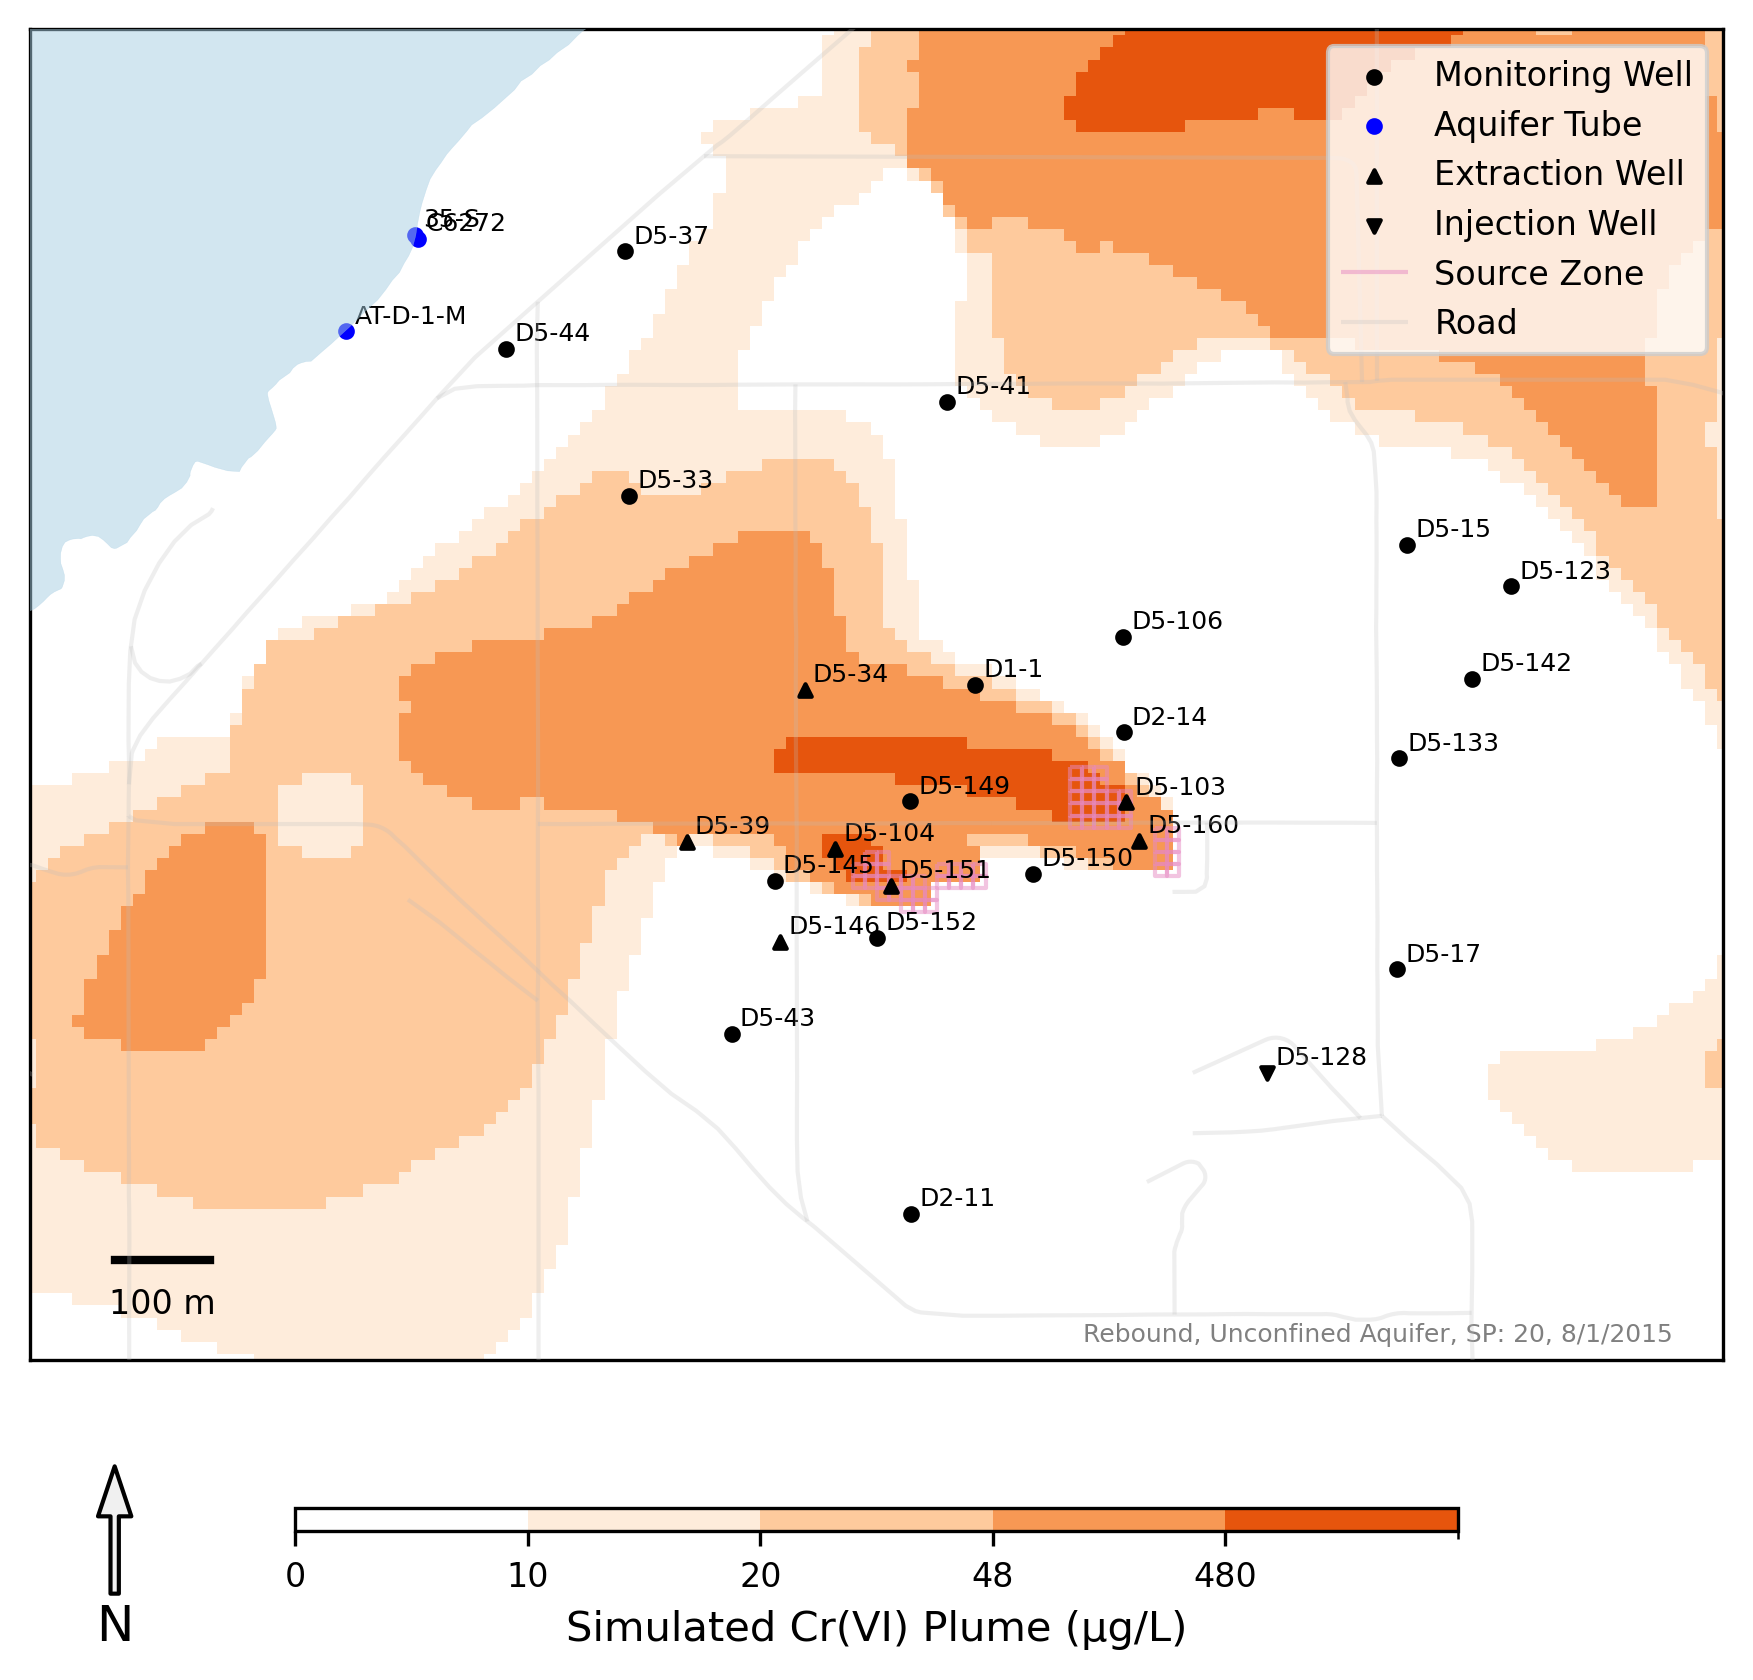 Monitoring Well
Aquifer Tube
Extraction Well
Injection Well
Source Zone
Road
35-S
C6272
D5-37
AT-D-1-M
D5-44
D5-41
D5-33
D5-15
D5-123
D5-106
D1-1
D5-34
D5-142
D2-14
D5-133
D5-149
D5-103
D5-39
D5-104
D5-160
D5-145
D5-151
D5-150
D5-146
D5-152
D5-17
D5-43
D5-128
D2-11
100 m
Rebound, Unconfined Aquifer, SP: 20, 8/1/2015
N
0 10 20 48 480
Simulated Cr(VI) Plume (µg/L)